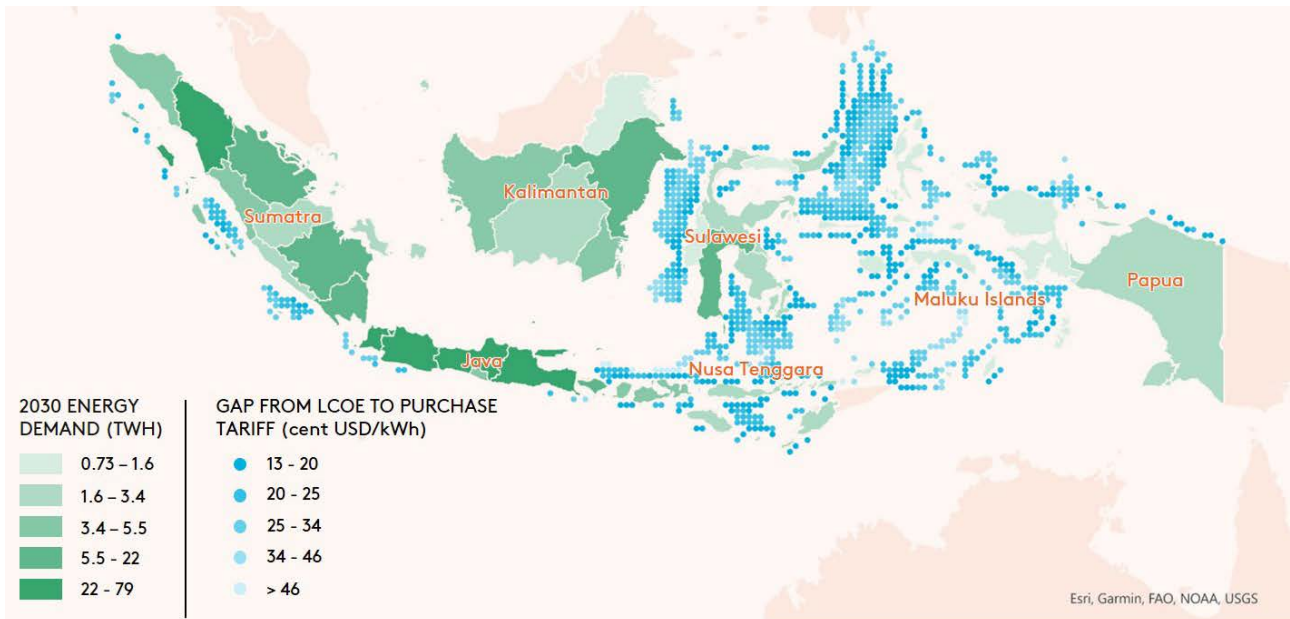 Kalimantan
Sumatra
Sulawesi
Papua
Maluku Islands
Java
Nusa Tenggara
2030 ENERGY
DEMAND (TWH)
0.73 – 1.6
1.6 – 3.4
3.4 – 5.5
5.5 - 22
22 - 79
GAP FROM LCOE TO PURCHASE
TARIFF (cent USD/kWh)
13 - 20
20 - 25
25 - 34
34 - 46
> 46
Esri, Garmin, FAO, NOAA, USGS